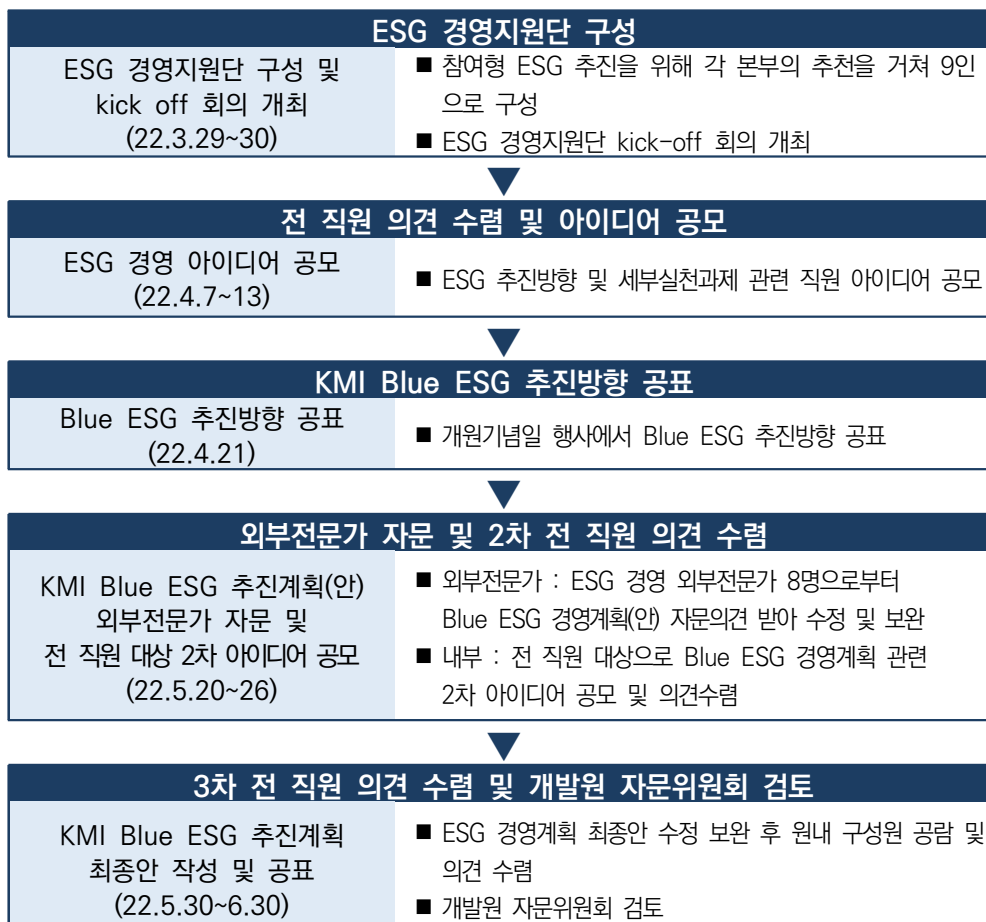 ESG 경영지원단 구성
ESG 경영지원단 구성 및
kick off 회의 개최
(22.3.29~30)
■ 참여형 ESG 추진을 위해 각 본부의 추천을 거쳐 9인
으로 구성
■ ESG 경영지원단 kick-off 회의 개최
전 직원 의견 수렴 및 아이디어 공모
ESG 경영 아이디어 공모
(22.4.7~13)
■ ESG 추진방향 및 세부실천과제 관련 직원 아이디어 공모
KMI Blue ESG 추진방향 공표
Blue ESG 추진방향 공표
(22.4.21)
■ 개원기념일 행사에서 Blue ESG 추진방향 공표
외부전문가 자문 및 2차 전 직원 의견 수렴
KMI Blue ESG 추진계획(안)
외부전문가 자문 및
전 직원 대상 2차 아이디어 공모
(22.5.20~26)
■ 외부전문가 : ESG 경영 외부전문가 8명으로부터
Blue ESG 경영계획(안) 자문의견 받아 수정 및 보완
■ 내부 : 전 직원 대상으로 Blue ESG 경영계획 관련
2차 아이디어 공모 및 의견수렴
3차 전 직원 의견 수렴 및 개발원 자문위원회 검토
KMI Blue ESG 추진계획
최종안 작성 및 공표
(22.5.30~6.30)
■ ESG 경영계획 최종안 수정 보완 후 원내 구성원 공람 및
의견 수렴
■ 개발원 자문위원회 검토